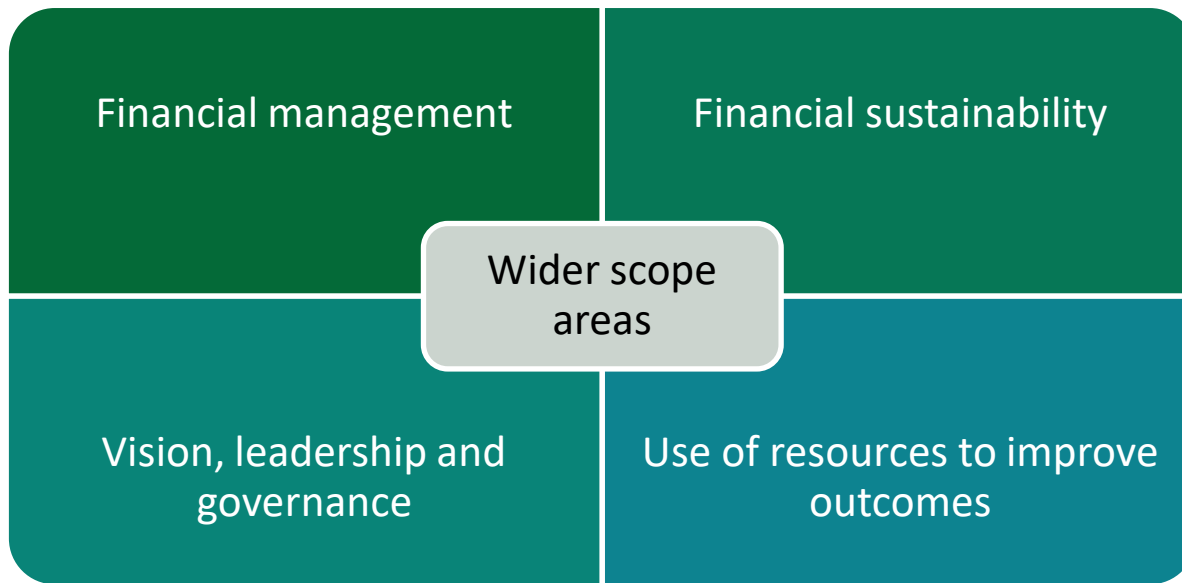 Financial management
Financial sustainability
Wider scope
areas
Vision, leadership and
governance
Use of resources to improve
outcomes